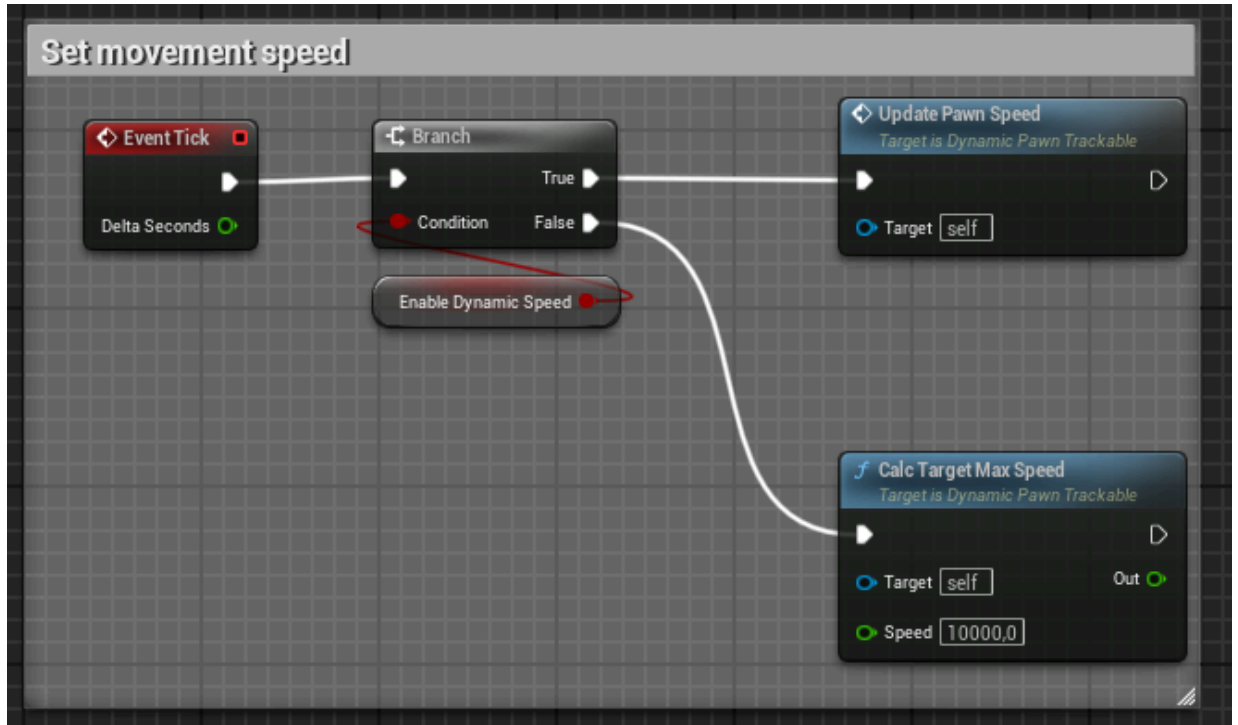 Set movement speed
Event Tick
Delta Seconds
Branch
True
Condition
False
Enable Dynamic Speed
Update Pawn Speed
Target is Dynamic Pawn Trackable
Target self
Calc Target Max Speed
Target is Dynamic Pawn Trackable
Target self
Out
Speed 10000,0